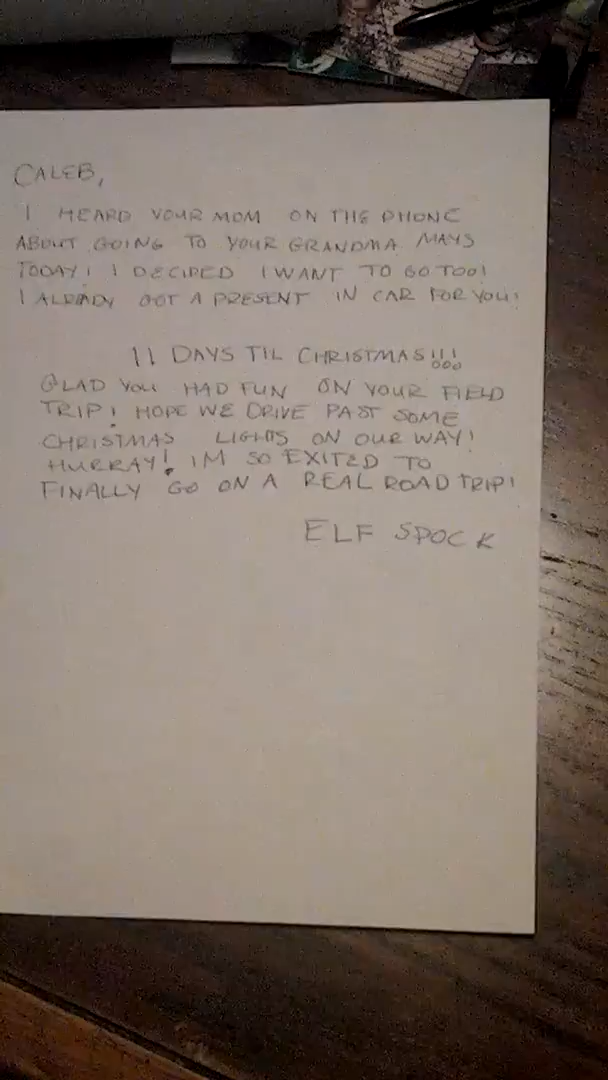 CALEB,
I HEARD YOUR MOM ON THE PHONE
ABOUT GOING TO YOUR GRANDMA MAYS
TODAY! I DECIDED I WANT TO GO TOO!
I ALREADY GOT A PRESENT IN CAR FOR YOU!
11 DAYS TIL CHRISTMAS!!!
GLAD YOU HAD FUN ON YOUR FIELD
TRIP! HOPE WE DRIVE PAST SOME
CHRISTMAS LIGHTS ON OUR WAY!
HURRAY! IM SO EXITED TO
FINALLY GO ON A REAL ROAD TRIP!
ELF SPOCK